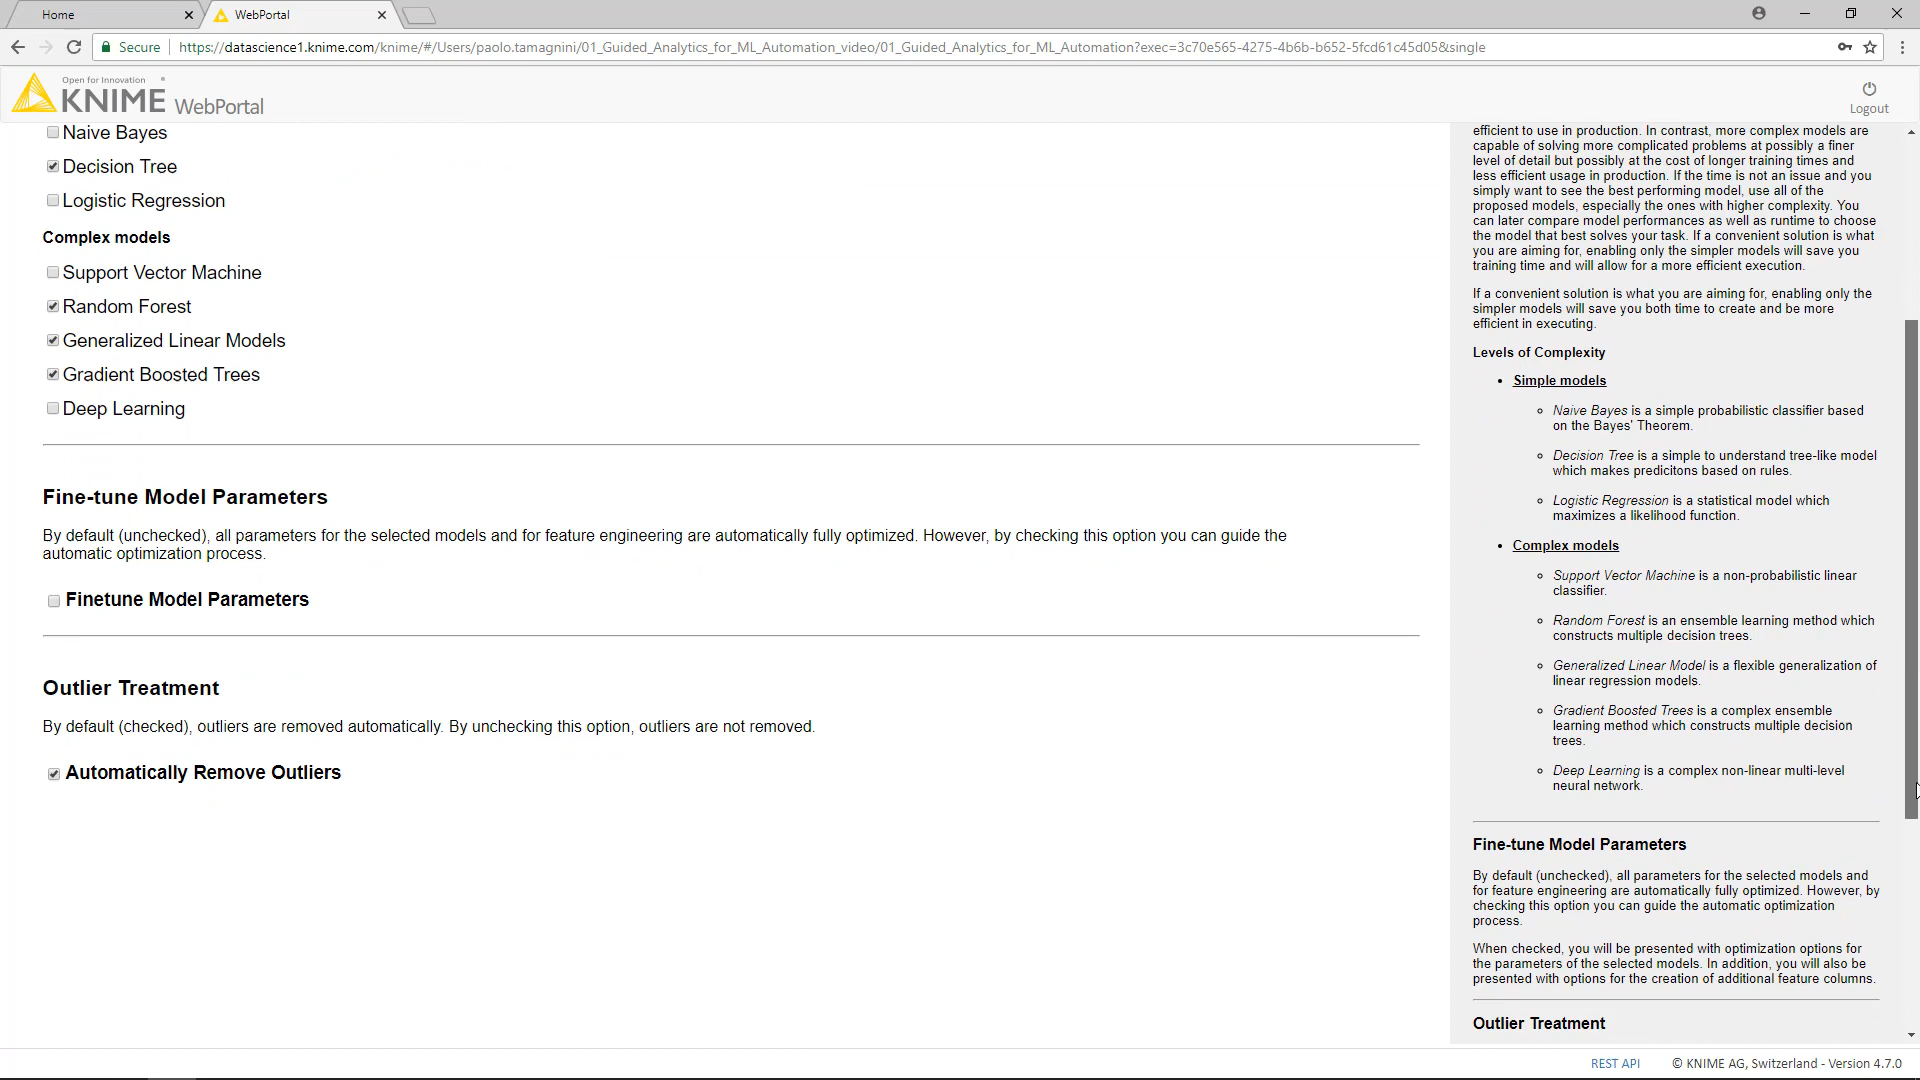 Home
WebPortal
Secure
https://datascience1.knime.com/knime/#/Users/paolo.tamagnini/01_Guided_Analytics_for_ML_Automation_video/01_Guided_Analytics_for_ML_Automation?exec=3c70e565-4275-4b6b-b652-5fcd61c45d05&single
Open for Innovation
KNIME WebPortal
Logout
Naive Bayes
Decision Tree
Logistic Regression
Complex models
Support Vector Machine
Random Forest
Generalized Linear Models
Gradient Boosted Trees
Deep Learning
Fine-tune Model Parameters
By default (unchecked), all parameters for the selected models and for feature engineering are automatically fully optimized. However, by checking this option you can guide the
automatic optimization process.
Finetune Model Parameters
Outlier Treatment
By default (checked), outliers are removed automatically. By unchecking this option, outliers are not removed.
Automatically Remove Outliers
efficient to use in production. In contrast, more complex models are
capable of solving more complicated problems at possibly a finer
level of detail but possibly at the cost of longer training times and
less efficient usage in production. If the time is not an issue and you
simply want to see the best performing model, use all of the
proposed models, especially the ones with higher complexity. You
can later compare model performances as well as runtime to choose
the model that best solves your task. If a convenient solution is what
you are aiming for, enabling only the simpler models will save you
training time and will allow for a more efficient execution.
If a convenient solution is what you are aiming for, enabling only the
simpler models will save you both time to create and be more
efficient in executing.
Levels of Complexity
Simple models
Naive Bayes is a simple probabilistic classifier based
on the Bayes' Theorem.
Decision Tree is a simple to understand tree-like model
which makes predicitons based on rules.
Logistic Regression is a statistical model which
maximizes a likelihood function.
Complex models
Support Vector Machine is a non-probabilistic linear
classifier.
Random Forest is an ensemble learning method which
constructs multiple decision trees.
Generalized Linear Model is a flexible generalization of
linear regression models.
Gradient Boosted Trees is a complex ensemble
learning method which constructs multiple decision
trees.
Deep Learning is a complex non-linear multi-level
neural network.
Fine-tune Model Parameters
By default (unchecked), all parameters for the selected models and
for feature engineering are automatically fully optimized. However, by
checking this option you can guide the automatic optimization
process.
When checked, you will be presented with optimization options for
the parameters of the selected models. In addition, you will also be
presented with options for the creation of additional feature columns.
Outlier Treatment
REST API
© KNIME AG, Switzerland - Version 4.7.0